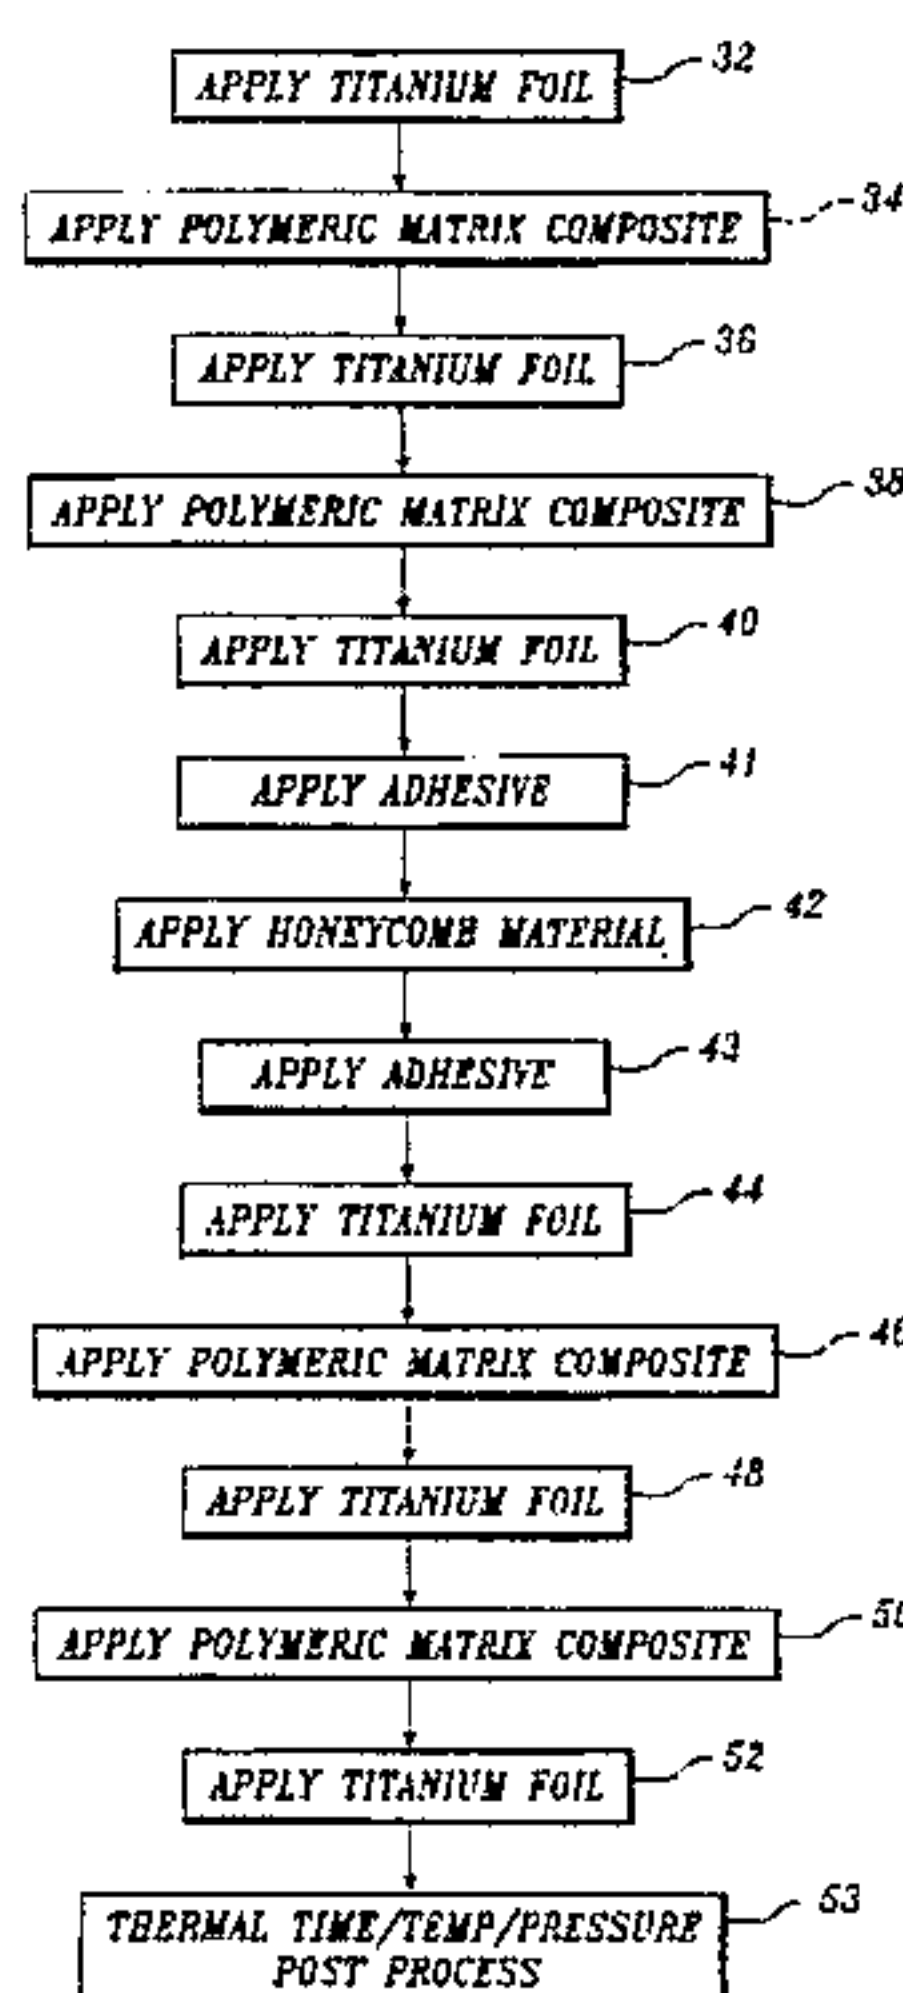 APPLY TITANIUM FOIL 32
APPLY POLYMERIC MATRIX COMPOSITE 34
APPLY TITANIUM FOIL 36
APPLY POLYMERIC MATRIX COMPOSITE 38
APPLY TITANIUM FOIL 40
APPLY ADHESIVE 41
APPLY HONEYCOMB MATERIAL 42
APPLY ADHESIVE 43
APPLY TITANIUM FOIL 44
APPLY POLYMERIC MATRIX COMPOSITE 46
APPLY TITANIUM FOIL 48
APPLY POLYMERIC MATRIX COMPOSITE 50
APPLY TITANIUM FOIL 52
THERMAL TIME/TEMP/PRESSURE 53
POST PROCESS